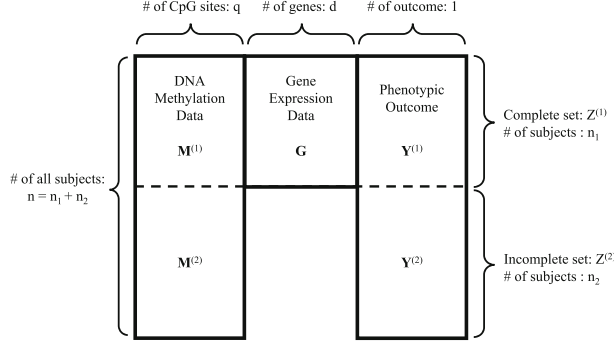 # of CpG sites: q
# of genes: d
# of outcome: 1
DNA
Methylation
Data
Gene
Expression
Data
Phenotypic
Outcome
M⁽¹⁾
G
Y⁽¹⁾
Complete set: Z⁽¹⁾
# of subjects : n₁
# of all subjects:
n = n₁ + n₂
M⁽²⁾
Y⁽²⁾
Incomplete set: Z⁽²⁾
# of subjects : n₂